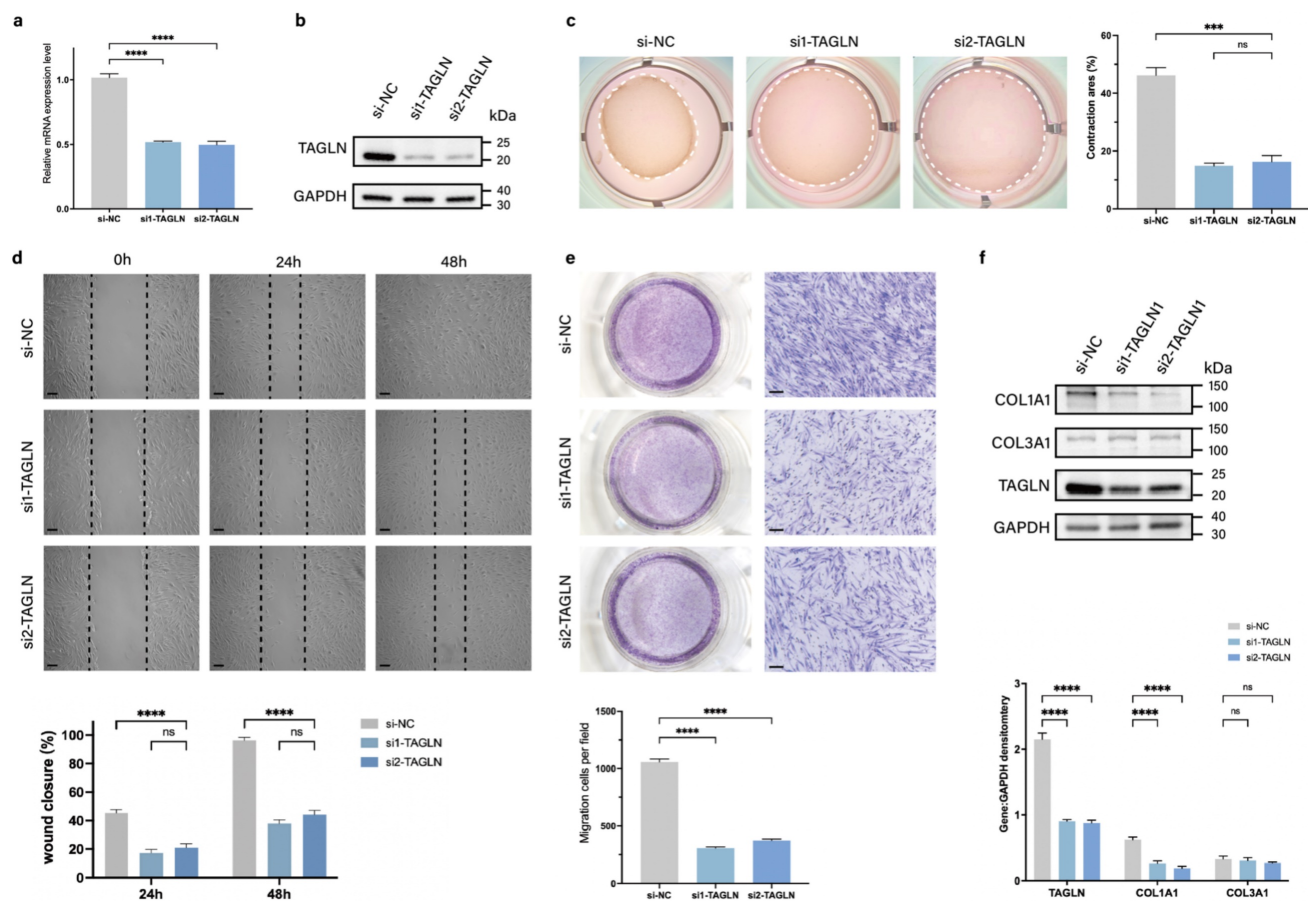 a
****
****
Relative mRNA expression level
1.0
0.5
0.0
si-NC
si1-TAGLN
si2-TAGLN
b
si-NC
si1-TAGLN
si2-TAGLN
kDa
TAGLN
25
20
GAPDH
40
30
c
si-NC
si1-TAGLN
si2-TAGLN
***
ns
Contraction areas (%)
60
40
20
0
si-NC
si1-TAGLN
si2-TAGLN
d
0h
24h
48h
si-NC
si1-TAGLN
si2-TAGLN
wound closure (%)
100
80
60
40
20
0
****
ns
****
ns
24h
48h
si-NC
si1-TAGLN
si2-TAGLN
e
si-NC
si1-TAGLN
si2-TAGLN
Migration cells per field
1500
1000
500
0
****
****
si-NC
si1-TAGLN
si2-TAGLN
f
si-NC
si1-TAGLN1
si2-TAGLN1
kDa
COL1A1
150
100
COL3A1
150
100
TAGLN
25
20
GAPDH
40
30
si-NC
si1-TAGLN
si2-TAGLN
Gene:GAPDH densitomtery
3
2
1
0
****
****
****
****
ns
ns
TAGLN
COL1A1
COL3A1